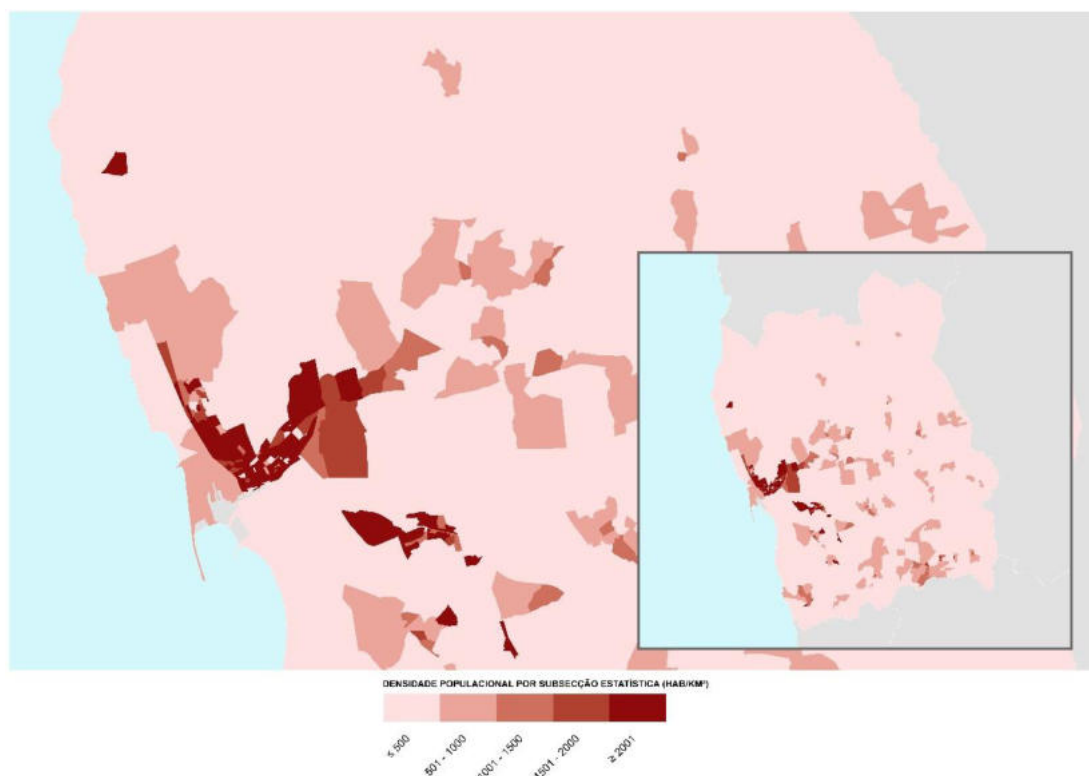 DENSIDADE POPULACIONAL POR SUBSECÇÃO ESTATÍSTICA (HAB/KM²)
≤ 500
501 - 1000
1001 - 1500
1501 - 2000
≥ 2001